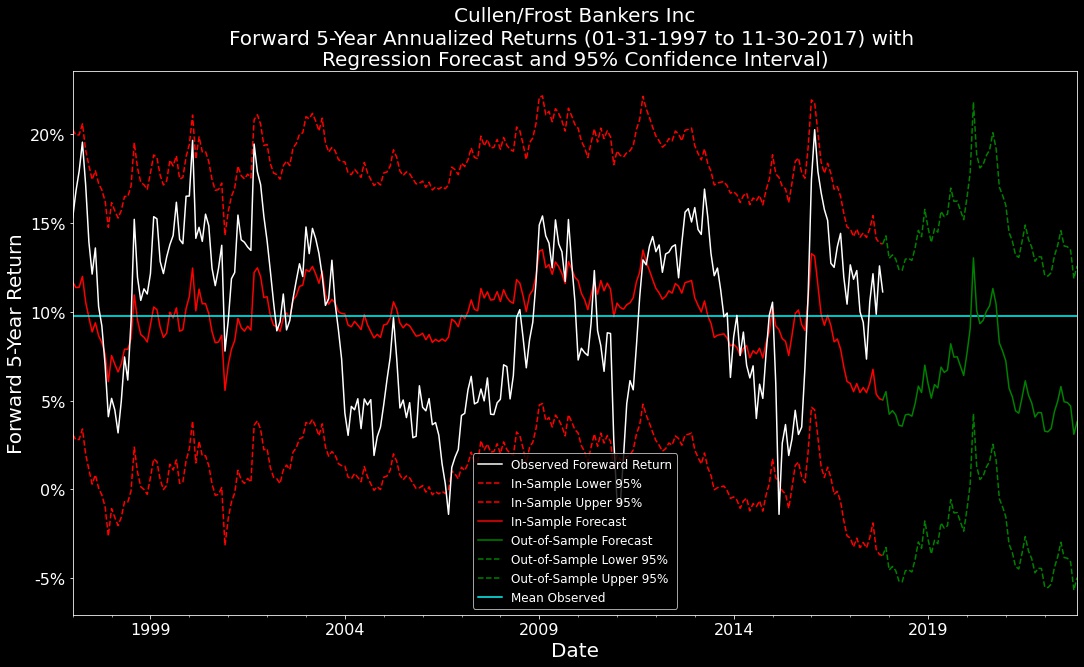 Cullen/Frost Bankers Inc
Forward 5-Year Annualized Returns (01-31-1997 to 11-30-2017) with
Regression Forecast and 95% Confidence Interval)
20%
15%
10%
5%
0%
-5%
Forward 5-Year Return
Observed Foreward Return
In-Sample Lower 95%
In-Sample Upper 95%
In-Sample Forecast
Out-of-Sample Forecast
Out-of-Sample Lower 95%
Out-of-Sample Upper 95%
Mean Observed
1999
2004
2009
2014
2019
Date